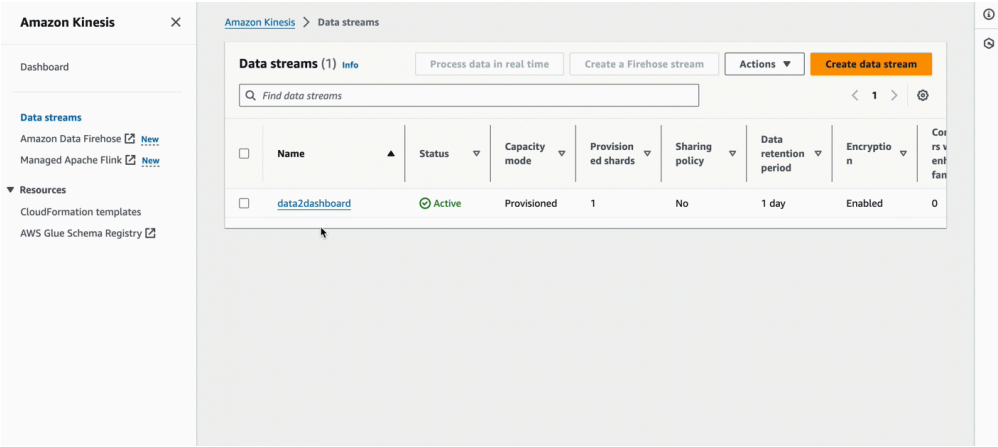 Amazon Kinesis
Dashboard
Data streams
Amazon Data Firehose New
Managed Apache Flink New
Resources
CloudFormation templates
AWS Glue Schema Registry
Amazon Kinesis > Data streams
Data streams (1) Info
Process data in real time
Create a Firehose stream
Actions
Create data stream
Find data streams
1
Name
Status
Capacity
mode
Provision
ed shards
Sharing
policy
Data
retention
period
Encryptio
n
data2dashboard
Active
Provisioned
1
No
1 day
Enabled
0